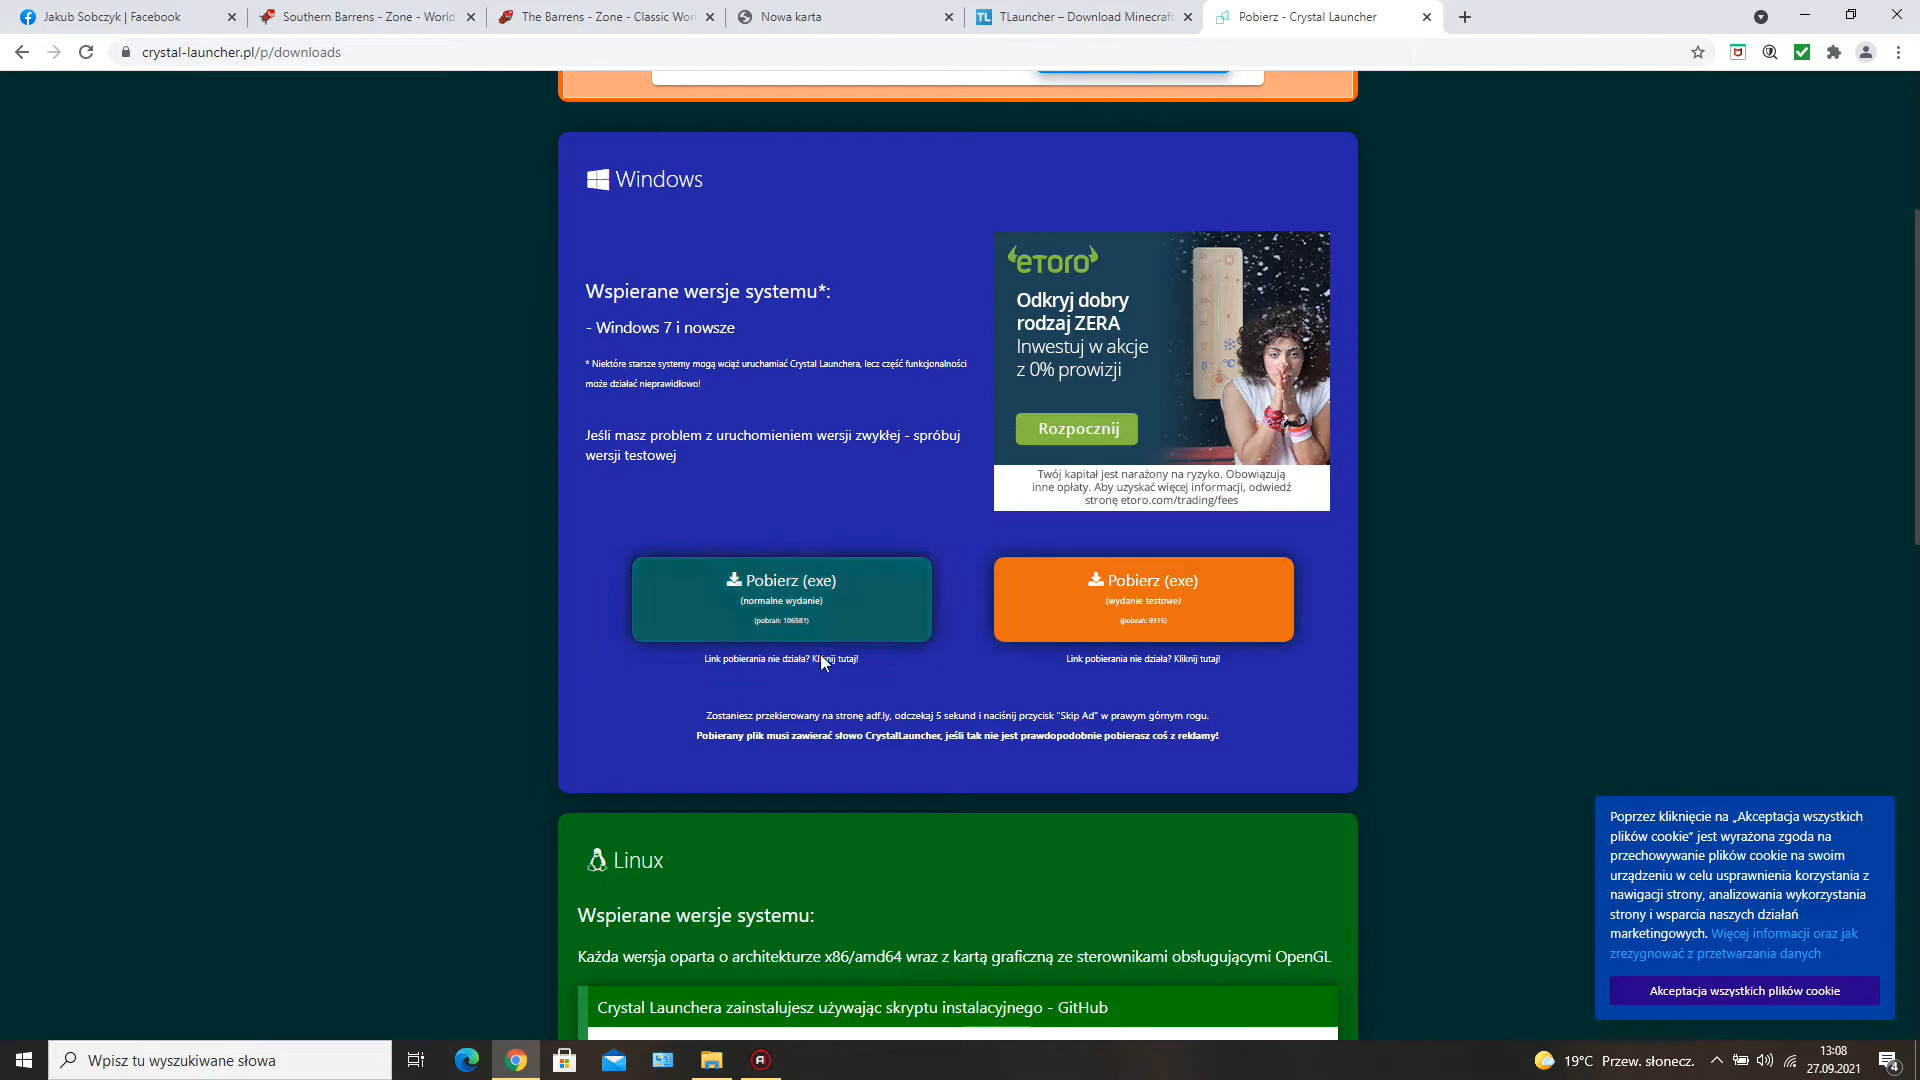 Jakub Sobczyk | Facebook
Southern Barrens - Zone - World
The Barrens - Zone - Classic Wor
Nowa karta
TL
TLauncher – Download Minecraft
Pobierz - Crystal Launcher
crystal-launcher.pl/p/downloads
Windows
Wspierane wersje systemu*:
- Windows 7 i nowsze
* Niektóre starsze systemy mogą wciąż uruchamiać Crystal Launchera, lecz część funkcjonalności
może działać nieprawidłowo!
Jeśli masz problem z uruchomieniem wersji zwykłej - spróbuj
wersji testowej
eToro
Odkryj dobry
rodzaj ZERA
Inwestuj w akcje
z 0% prowizji
Rozpocznij
Twój kapitał jest narażony na ryzyko. Obowiązują
inne opłaty. Aby uzyskać więcej informacji, odwiedź
stronę etoro.com/trading/fees
Pobierz (exe)
(normalne wydanie)
(pobrań: 106581)
Link pobierania nie działa? Kliknij tutaj!
Pobierz (exe)
(wydanie testowe)
(pobrań: 9315)
Link pobierania nie działa? Kliknij tutaj!
Zostaniesz przekierowany na stronę adf.ly, odczekaj 5 sekund i naciśnij przycisk "Skip Ad" w prawym górnym rogu.
Pobierany plik musi zawierać słowo CrystalLauncher, jeśli tak nie jest prawdopodobnie pobierasz coś z reklamy!
Linux
Wspierane wersje systemu:
Każda wersja oparta o architekturze x86/amd64 wraz z kartą graficzną ze sterownikami obsługującymi OpenGL
Crystal Launchera zainstalujesz używając skryptu instalacyjnego - GitHub
Poprzez kliknięcie na „Akceptacja wszystkich
plików cookie” jest wyrażona zgoda na
przechowywanie plików cookie na swoim
urządzeniu w celu usprawnienia korzystania z
nawigacji strony, analizowania wykorzystania
strony i wsparcia naszych działań
marketingowych. Więcej informacji oraz jak
zrezygnować z przetwarzania danych
Akceptacja wszystkich plików cookie
Wpisz tu wyszukiwane słowa
19°C Przew. słonecz.
13:08
27.09.2021
4